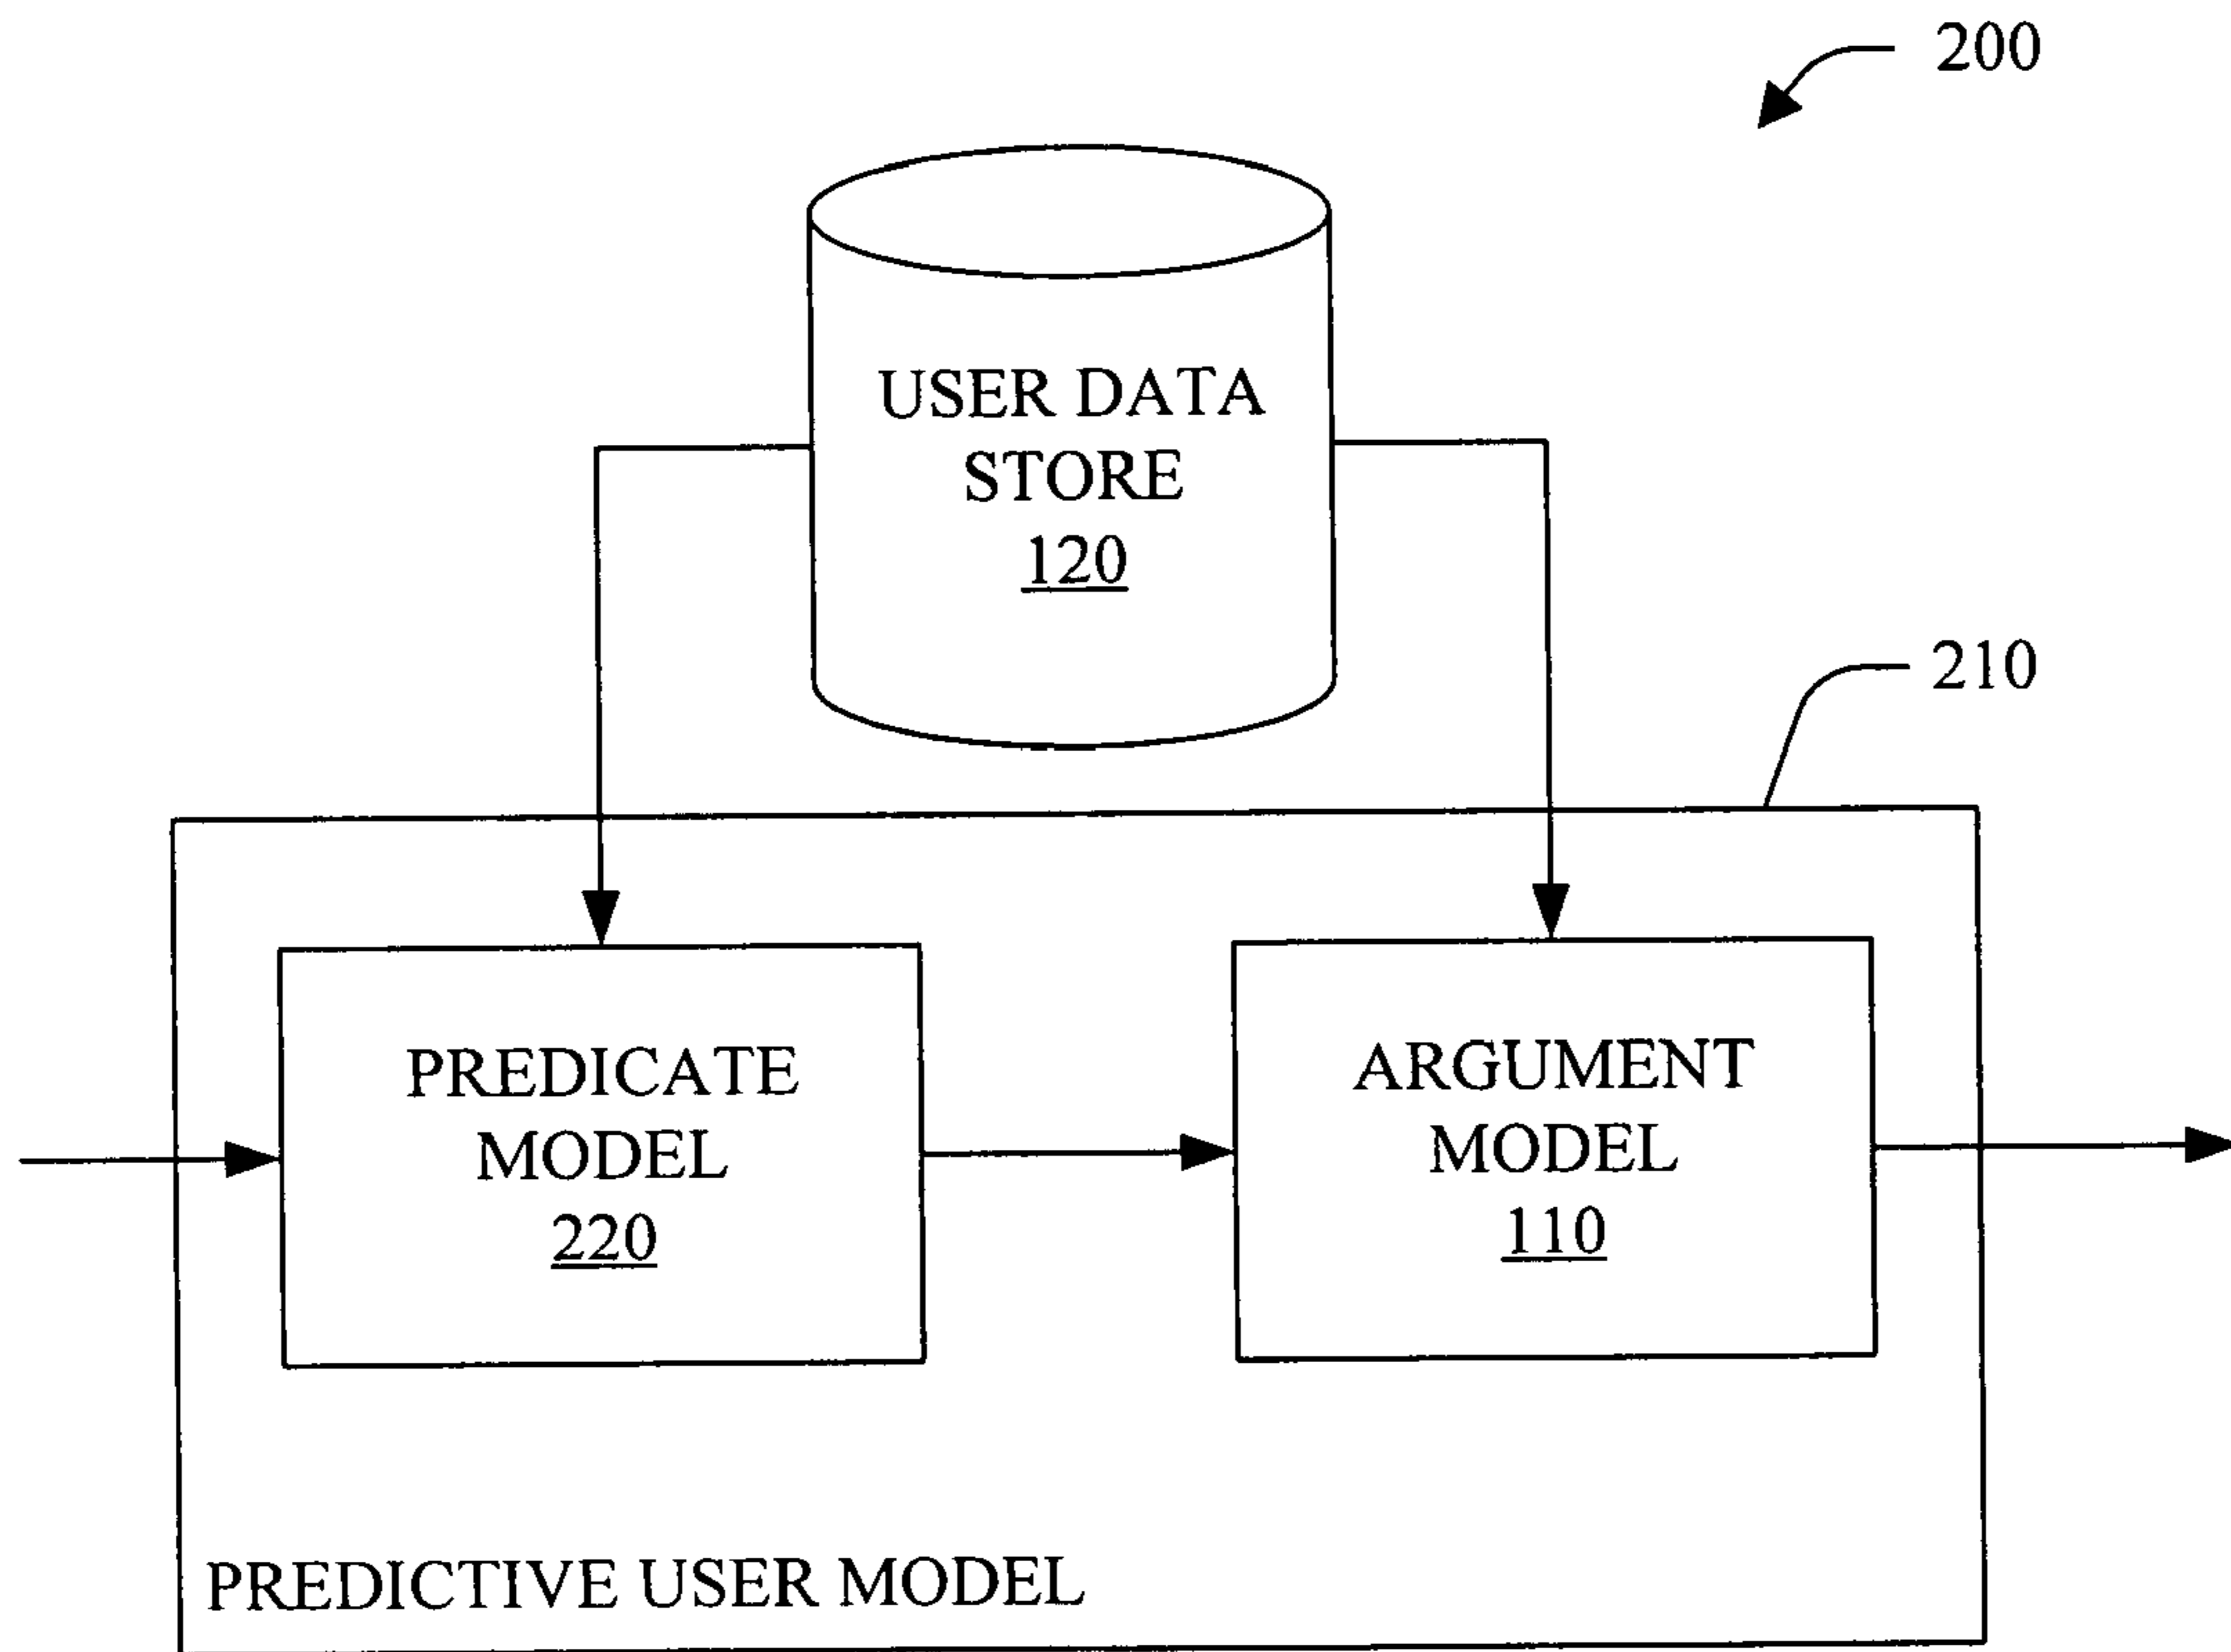 200
USER DATA
STORE
120
210
PREDICATE
MODEL
220
ARGUMENT
MODEL
110
PREDICTIVE USER MODEL